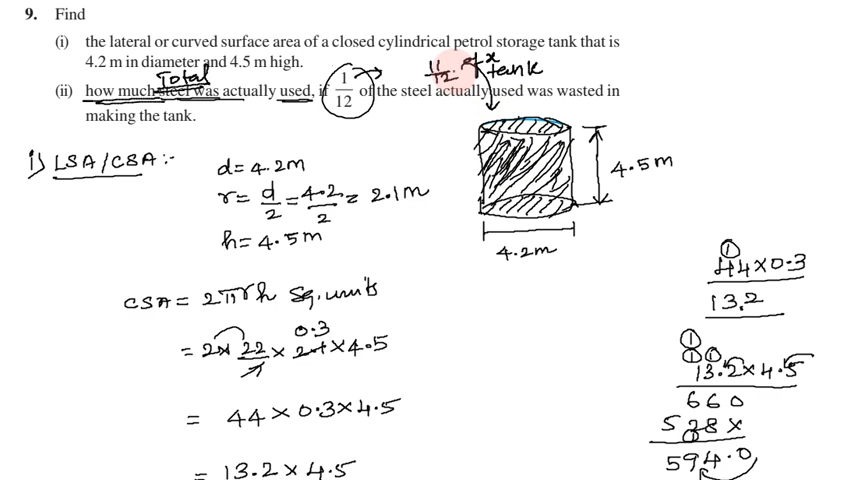 9. Find
(i) the lateral or curved surface area of a closed cylindrical petrol storage tank that is
4.2 m in diameter and 4.5 m high.
Total
11/12 of x tank
(ii) how much steel was actually used, if 1/12 of the steel actually used was wasted in
making the tank.
i) LSA/CSA :-
d = 4.2m
r = d/2 = 4.2/2 = 2.1m
h = 4.5m
4.5m
4.2m
CSA = 2πrh sq. units
0.3
= 2 × 22/7 × 2.1 × 4.5
= 44 × 0.3 × 4.5
= 13.2 × 4.5
1
44 × 0.3
13.2
1
1 1
13.2 × 4.5
660
528 ×
594.0